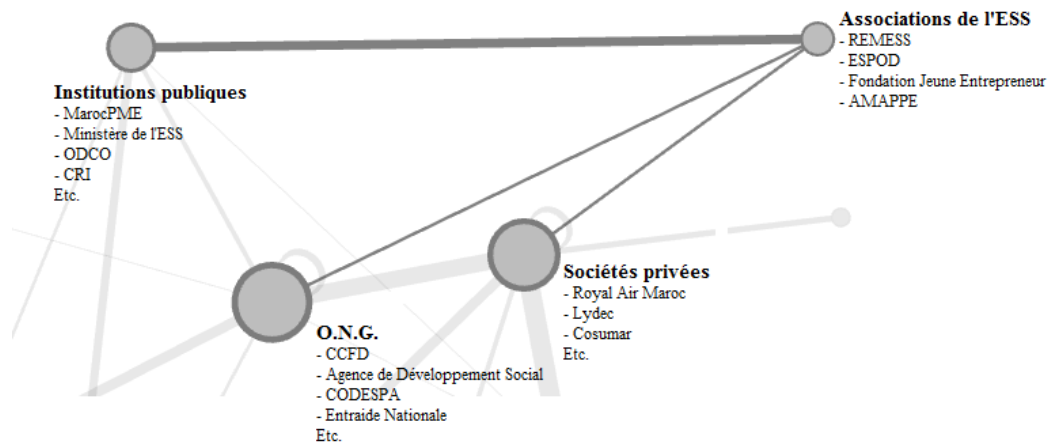 Associations de l'ESS
- REMESS
- ESPOD
- Fondation Jeune Entrepreneur
- AMAPPE
Institutions publiques
- MarocPME
- Ministère de l'ESS
- ODCO
- CRI
Etc.
Sociétés privées
- Royal Air Maroc
- Lydec
- Cosumar
Etc.
O.N.G.
- CCFD
- Agence de Développement Social
- CODESPA
- Entraide Nationale
Etc.